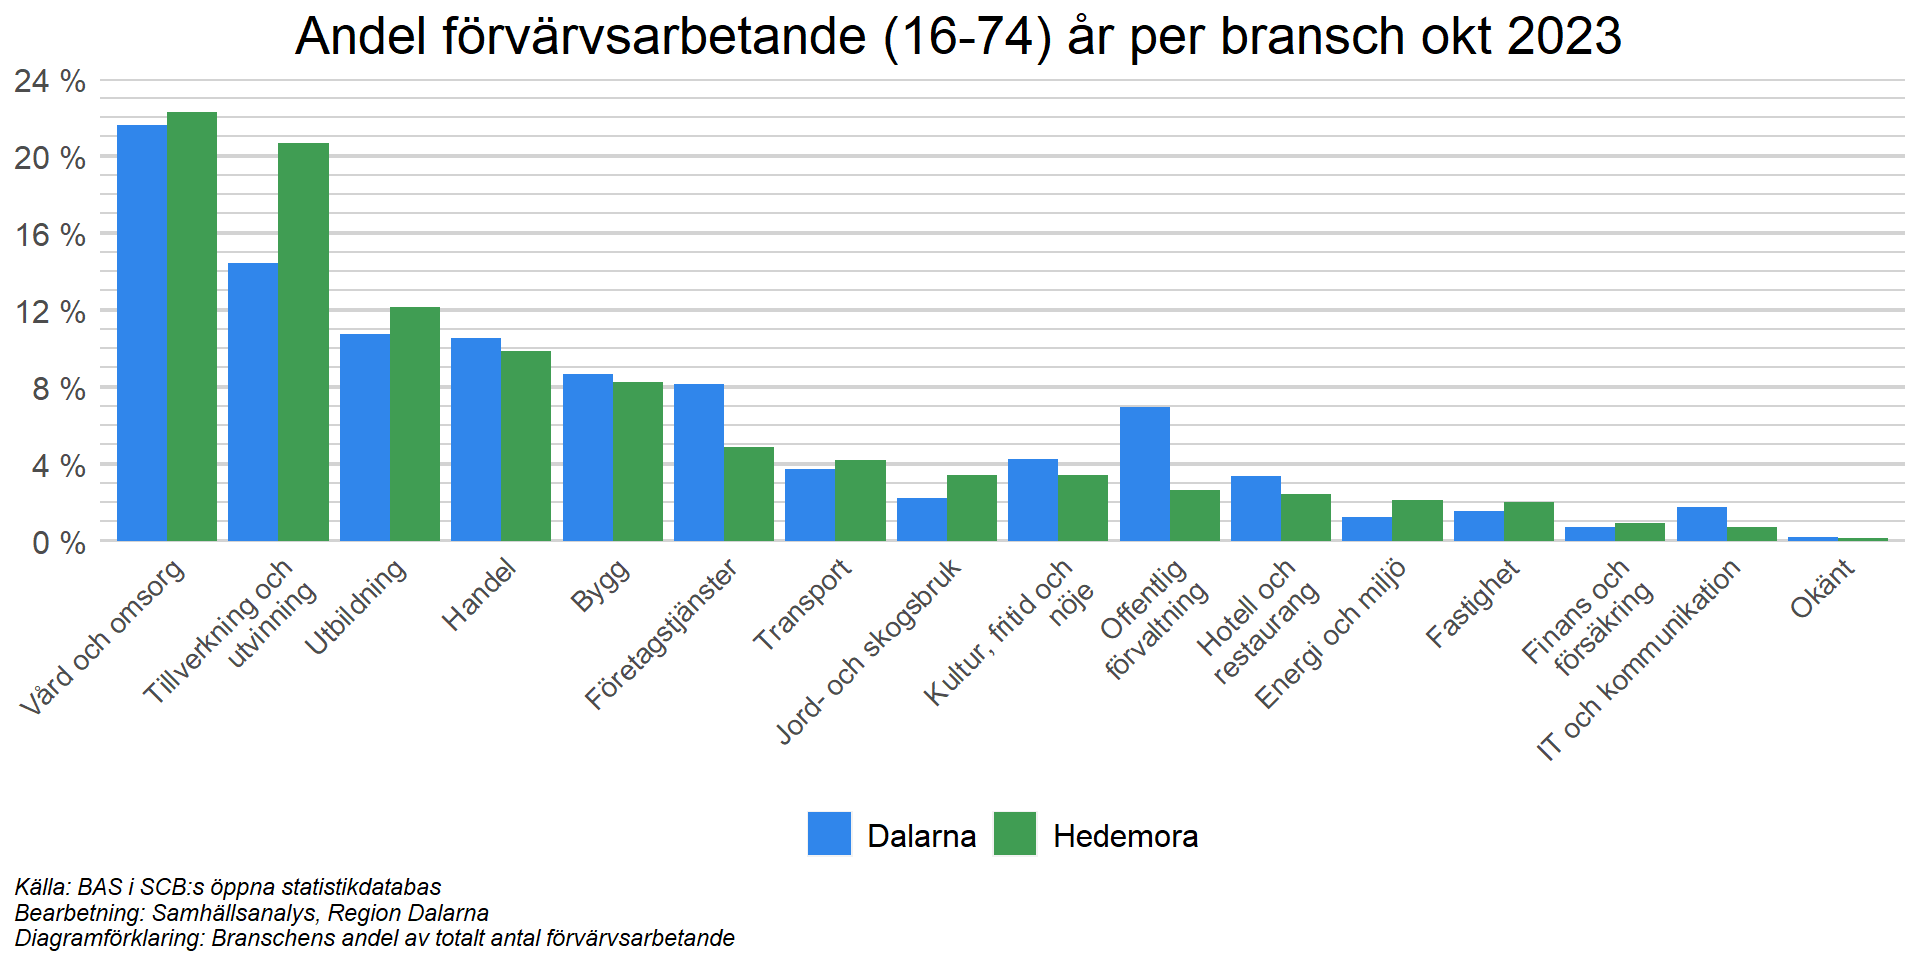 Andel förvärvsarbetande (16-74) år per bransch okt 2023
24 %
20 %
16 %
12 %
8 %
4 %
0 %
Vård och omsorg
Tillverkning och
utvinning
Utbildning
Handel
Bygg
Företagstjänster
Transport
Jord- och skogsbruk
Kultur, fritid och
nöje
Offentlig
förvaltning
Hotell och
restaurang
Energi och miljö
Fastighet
Finans och
försäkring
IT och kommunikation
Okänt
Dalarna
Hedemora
Källa: BAS i SCB:s öppna statistikdatabas
Bearbetning: Samhällsanalys, Region Dalarna
Diagramförklaring: Branschens andel av totalt antal förvärvsarbetande